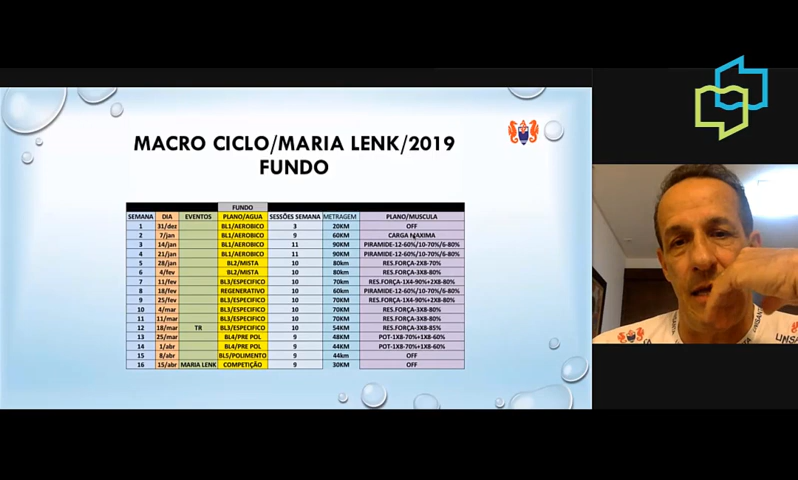 MACRO CICLO/MARIA LENK/2019
FUNDO
FUNDO
SEMANA DIA EVENTOS PLANO/AGUA SESSÕES SEMANA METRAGEM PLANO/MUSCULA
1 31/dez BL1/AEROBICO 3 20KM OFF
2 7/jan BL1/AEROBICO 9 60KM CARGA MAXIMA
3 14/jan BL1/AEROBICO 11 90KM PIRAMIDE-12-60%/10-70%/6-80%
4 21/jan BL1/AEROBICO 11 90KM PIRAMIDE-12-60%/10-70%/6-80%
5 28/jan BL2/MISTA 10 80km RES.FORÇA-2X8-70%
6 4/fev BL2/MISTA 10 80km RES.FORÇA-3X8-80%
7 11/fev BL3/ESPECIFICO 10 70KM RES.FORÇA-1X4-90%+2X8-80%
8 18/fev REGENERATIVO 10 60km PIRAMIDE-12-60%/10-70%/6-80%
9 25/fev BL3/ESPECIFICO 10 70KM RES.FORÇA-1X4-90%+2X8-80%
10 4/mar BL3/ESPECIFICO 10 70KM RES.FORÇA-3X8-80%
11 11/mar BL3/ESPECIFICO 10 70KM RES.FORÇA-3X8-80%
12 18/mar TR BL3/ESPECIFICO 10 54KM RES.FORÇA-3X8-85%
13 25/mar BL4/PRE POL 9 48KM POT-1X8-70%+1X8-60%
14 1/abr BL4/PRE POL 9 44KM POT-1X8-70%+1X8-60%
15 8/abr BL5/POLIMENTO 9 44km OFF
16 15/abr MARIA LENK COMPETIÇÃO 9 30KM OFF